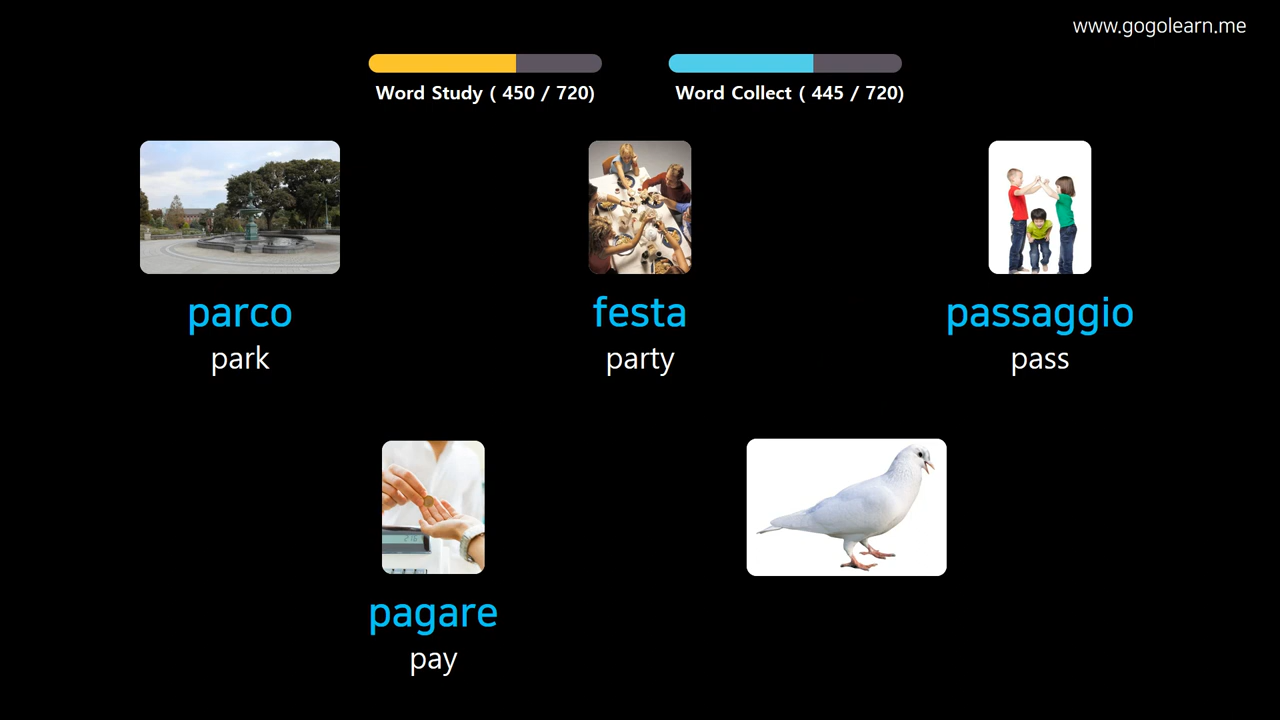 www.gogolearn.me
Word Study ( 450 / 720)
Word Collect ( 445 / 720)
parco
park
festa
party
passaggio
pass
216
pagare
pay